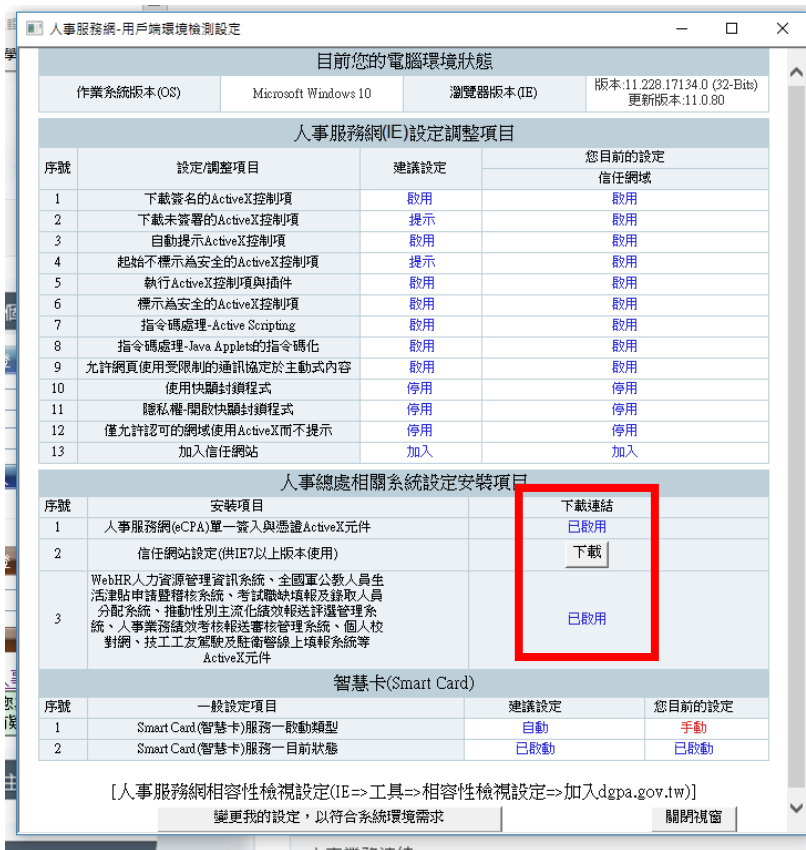 人事服務網-用戶端環境檢測設定
目前您的電腦環境狀態
作業系統版本(OS) Microsoft Windows 10 瀏覽器版本(IE) 版本:11.228.17134.0 (32-Bits)
更新版本:11.0.80
人事服務網(IE)設定調整項目
序號 設定/調整項目 建議設定 您目前的設定
信任網域
1 下載簽名的ActiveX控制項 啟用 啟用
2 下載未簽署的ActiveX控制項 提示 啟用
3 自動提示ActiveX控制項 啟用 啟用
4 起始不標示為安全的ActiveX控制項 提示 啟用
5 執行ActiveX控制項與插件 啟用 啟用
6 標示為安全的ActiveX控制項 啟用 啟用
7 指令碼處理-Active Scripting 啟用 啟用
8 指令碼處理-Java Applets的指令碼化 啟用 啟用
9 允許網頁使用受限制的通訊協定於主動式內容 啟用 啟用
10 使用快顯封鎖程式 停用 停用
11 隱私權-開啟快顯封鎖程式 停用 停用
12 僅允許認可的網域使用ActiveX而不提示 停用 停用
13 加入信任網站 加入 加入
人事總處相關系統設定安裝項目
序號 安裝項目 下載連結
1 人事服務網(eCPA)單一簽入與憑證ActiveX元件 已啟用
2 信任網站設定(供IE7以上版本使用) 下載
3 WebHR人力資源管理資訊系統、全國軍公教人員生
活津貼申請暨稽核系統、考試職缺填報及錄取人員
分配系統、推動性別主流化績效報送評選管理系
統、人事業務績效考核報送審核管理系統、個人校
對網、技工工友駕駛及駐衛警線上填報系統等
ActiveX元件 已啟用
智慧卡(Smart Card)
序號 一般設定項目 建議設定 您目前的設定
1 Smart Card(智慧卡)服務一啟動類型 自動 手動
2 Smart Card(智慧卡)服務一目前狀態 已啟動 已啟動
[人事服務網相容性檢視設定(IE=>工具=>相容性檢視設定=>加入dgpa.gov.tw)]
變更我的設定，以符合系統環境需求 關閉視窗